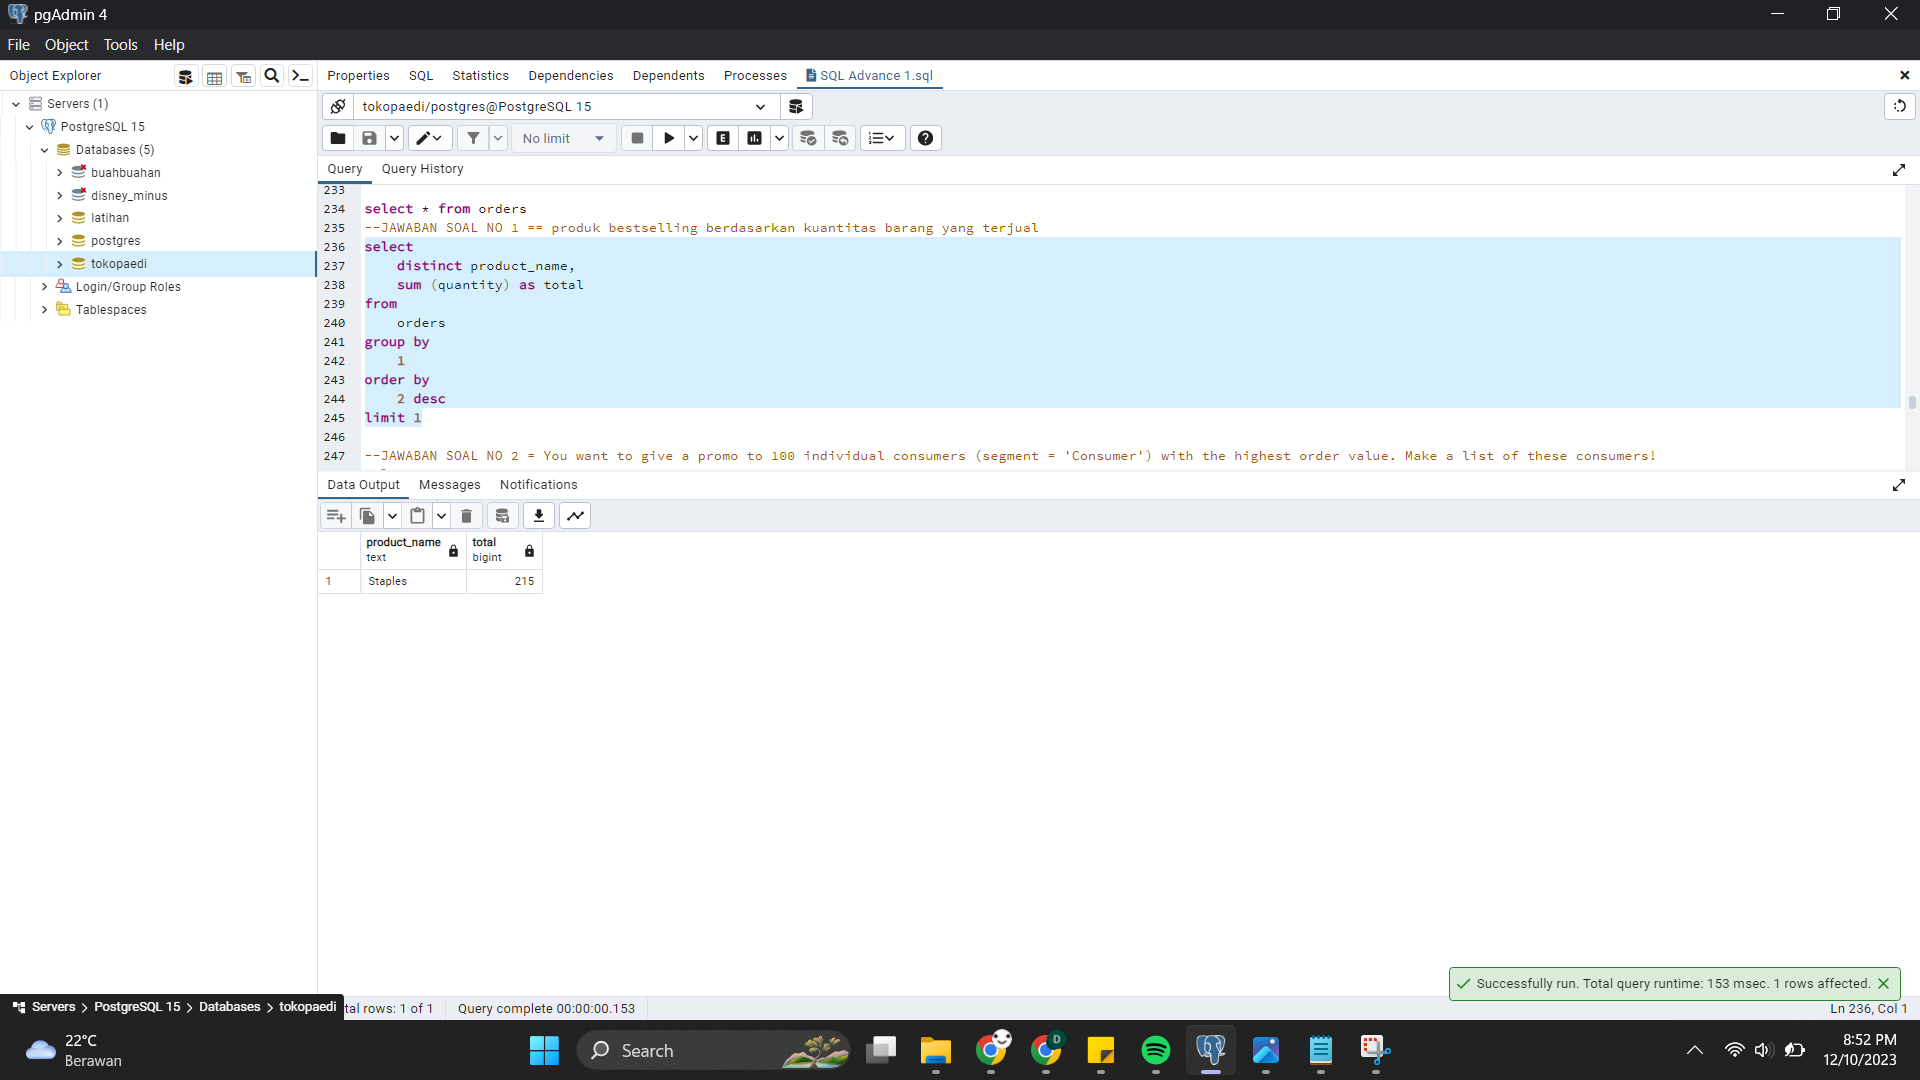 pgAdmin 4
File Object Tools Help
Object Explorer
Properties SQL Statistics Dependencies Dependents Processes SQL Advance 1.sql
Servers (1)
PostgreSQL 15
Databases (5)
buahbuahan
disney_minus
latihan
postgres
tokopaedi
Login/Group Roles
Tablespaces
tokopaedi/postgres@PostgreSQL 15
No limit
E
Query Query History
233
234 select * from orders
235 --JAWABAN SOAL NO 1 == produk bestselling berdasarkan kuantitas barang yang terjual
236 select
237 distinct product_name,
238 sum (quantity) as total
239 from
240 orders
241 group by
242 1
243 order by
244 2 desc
245 limit 1
246
247 --JAWABAN SOAL NO 2 = You want to give a promo to 100 individual consumers (segment = 'Consumer') with the highest order value. Make a list of these consumers!
Data Output Messages Notifications
product_name total
text bigint
1 Staples 215
Successfully run. Total query runtime: 153 msec. 1 rows affected.
Servers > PostgreSQL 15 > Databases > tokopaedi
tal rows: 1 of 1 Query complete 00:00:00.153
Ln 236, Col 1
22°C
Berawan
Search
D
8:52 PM
12/10/2023